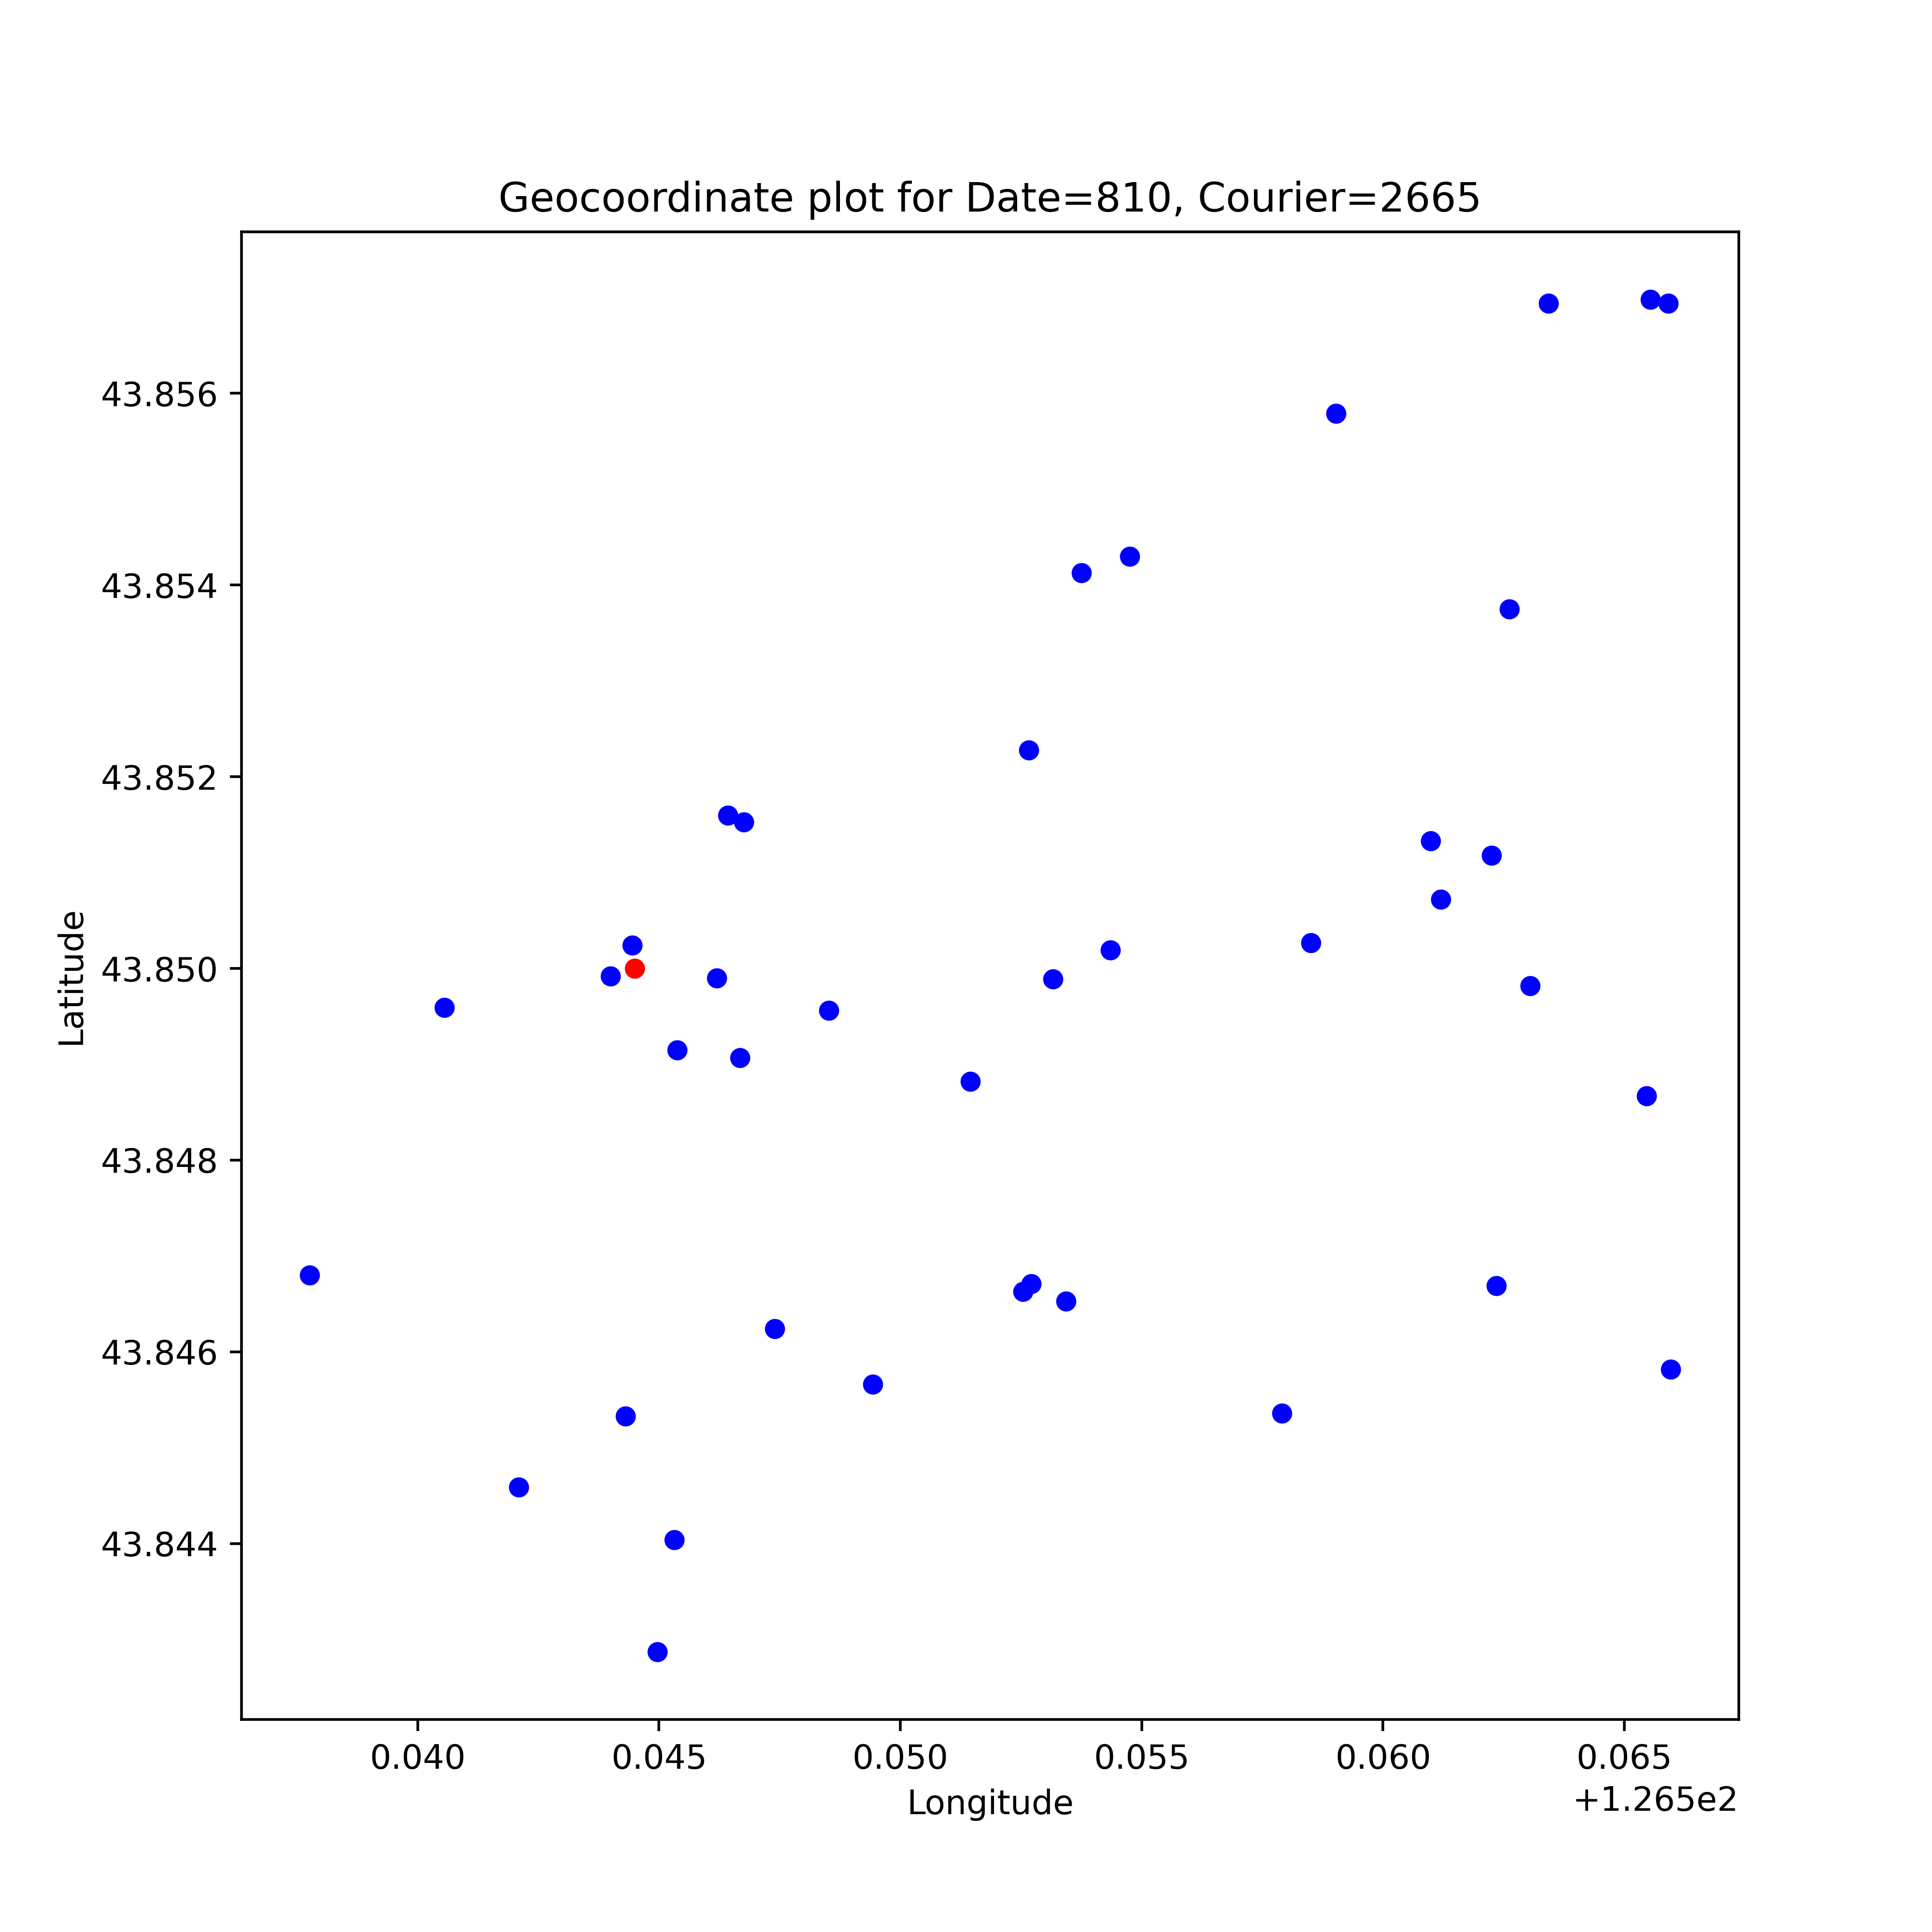 Geocoordinate plot for Date=810, Courier=2665
Latitude
43.856
43.854
43.852
43.850
43.848
43.846
43.844
0.040 0.045 0.050 0.055 0.060 0.065
Longitude
+1.265e2